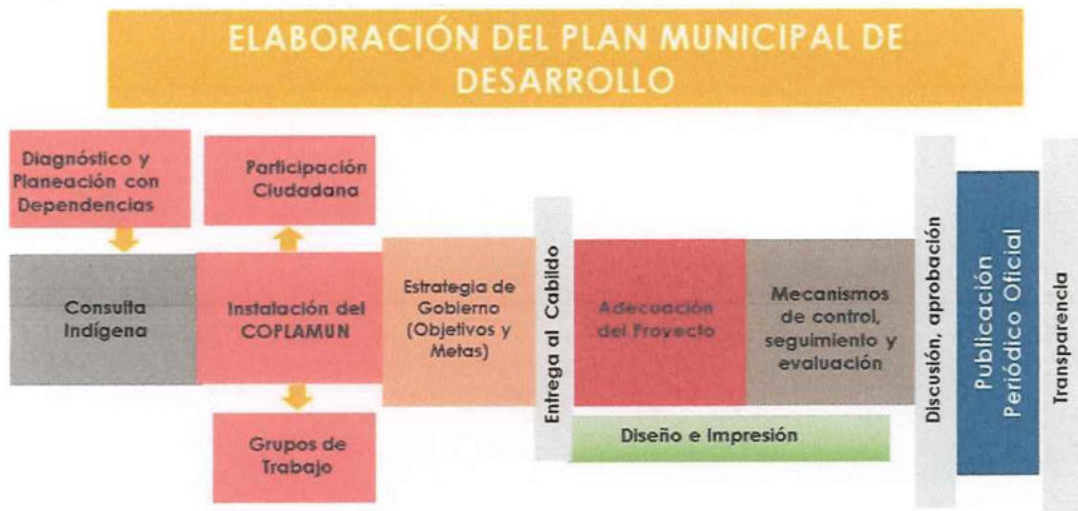 ELABORACIÓN DEL PLAN MUNICIPAL DE
DESARROLLO
Diagnóstico y
Planeación con
Dependencias
Participación
Ciudadana
Consulta
Indígena
Instalación del
COPLAMUN
Grupos de
Trabajo
Estrategia de
Gobierno
(Objetivos y
Metas)
Entrega al Cabildo
Adecuación
del Proyecto
Mecanismos
de control,
seguimiento y
evaluación
Diseño e Impresión
Discusión, aprobación
Publicación
Periódico Oficial
Transparencia